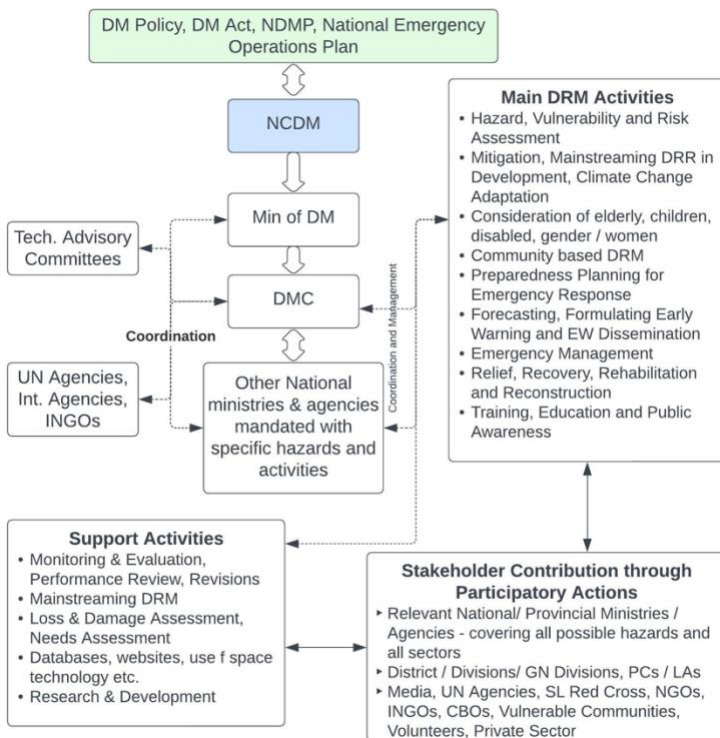 DM Policy, DM Act, NDMP, National Emergency
Operations Plan
NCDM
Min of DM
DMC
Other National
ministries & agencies
mandated with
specific hazards and
activities
Tech. Advisory
Committees
Coordination
UN Agencies,
Int. Agencies,
INGOs
Coordination and Management
Main DRM Activities
• Hazard, Vulnerability and Risk
Assessment
• Mitigation, Mainstreaming DRR in
Development, Climate Change
Adaptation
• Consideration of elderly, children,
disabled, gender / women
• Community based DRM
• Preparedness Planning for
Emergency Response
• Forecasting, Formulating Early
Warning and EW Dissemination
• Emergency Management
• Relief, Recovery, Rehabilitation
and Reconstruction
• Training, Education and Public
Awareness
Support Activities
• Monitoring & Evaluation,
Performance Review, Revisions
• Mainstreaming DRM
• Loss & Damage Assessment,
Needs Assessment
• Databases, websites, use f space
technology etc.
• Research & Development
Stakeholder Contribution through
Participatory Actions
‣ Relevant National/ Provincial Ministries /
Agencies - covering all possible hazards and
all sectors
‣ District / Divisions/ GN Divisions, PCs / LAs
‣ Media, UN Agencies, SL Red Cross, NGOs,
INGOs, CBOs, Vulnerable Communities,
Volunteers, Private Sector